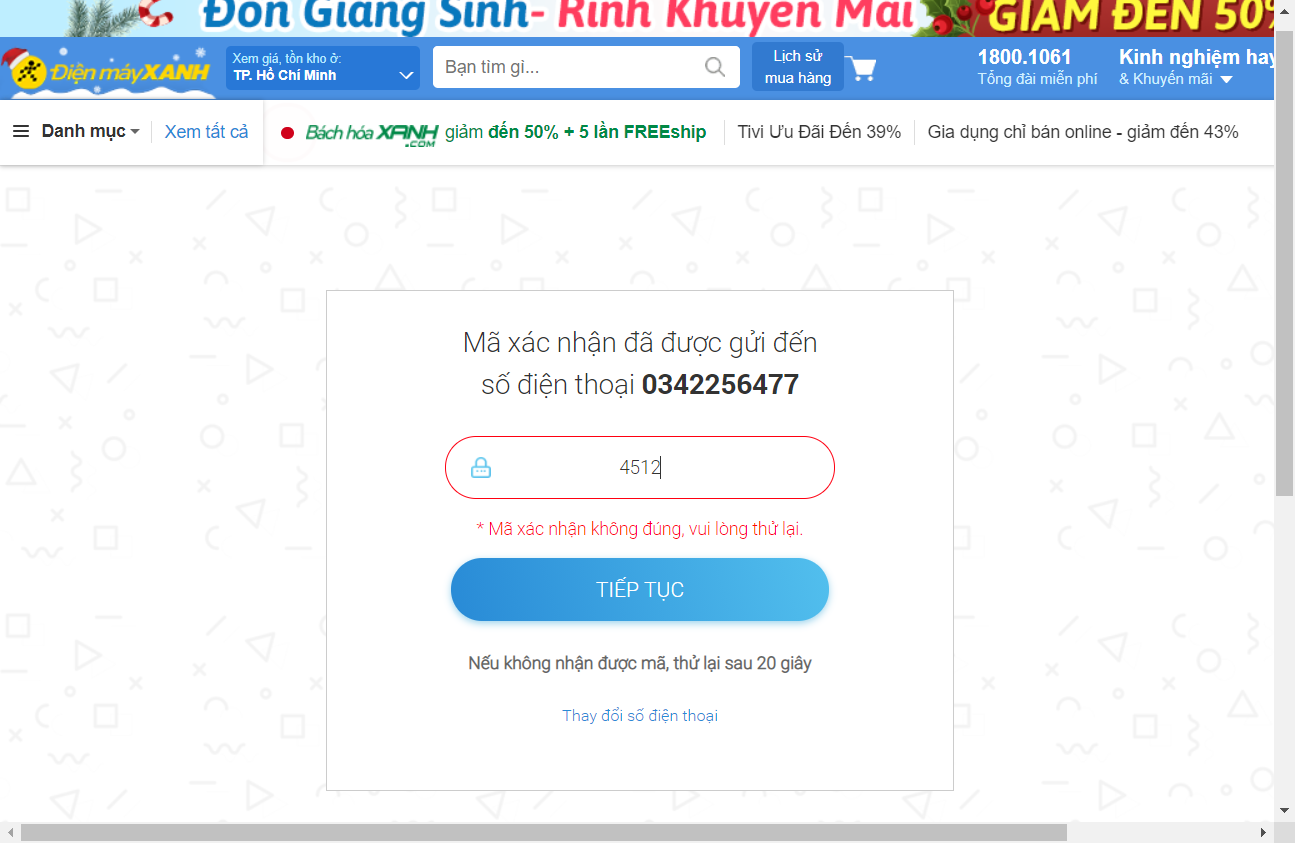 Đón Giáng Sinh- Rinh Khuyến Mãi
GIẢM ĐẾN 50%
Điện máyXANH
Xem giá, tồn kho ở:
TP. Hồ Chí Minh
Bạn tìm gì...
Lịch sử
mua hàng
1800.1061
Tổng đài miễn phí
Kinh nghiệm hay
& Khuyến mãi
Danh mục
Xem tất cả
Bách hóa XANH.COM giảm đến 50% + 5 lần FREEship
Tivi Ưu Đãi Đến 39%
Gia dụng chỉ bán online - giảm đến 43%
Mã xác nhận đã được gửi đến
số điện thoại 0342256477
4512
* Mã xác nhận không đúng, vui lòng thử lại.
TIẾP TỤC
Nếu không nhận được mã, thử lại sau 20 giây
Thay đổi số điện thoại